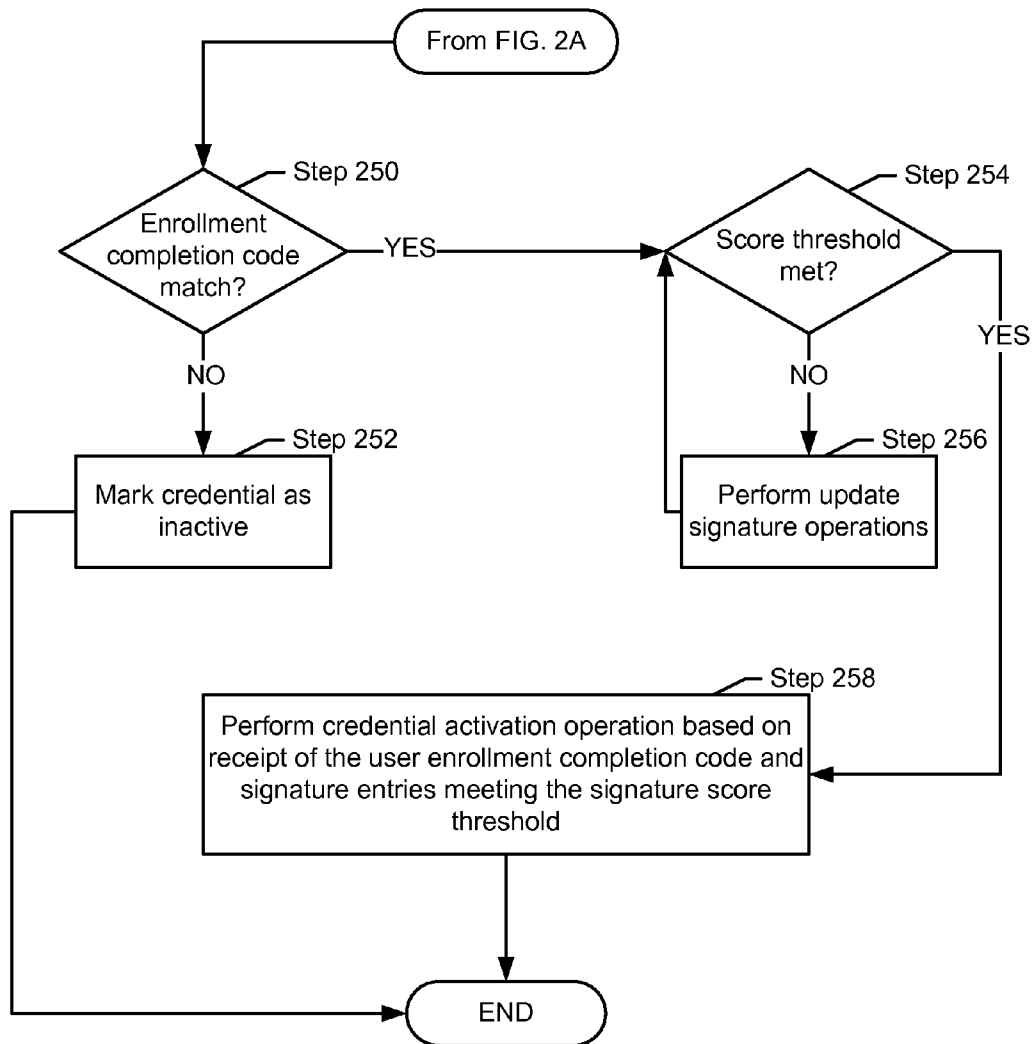 From FIG. 2A
Step 250
Enrollment
completion code
match?
YES
NO
Step 254
Score threshold
met?
YES
NO
Step 252
Mark credential as
inactive
Step 256
Perform update
signature operations
Step 258
Perform credential activation operation based on
receipt of the user enrollment completion code and
signature entries meeting the signature score
threshold
END